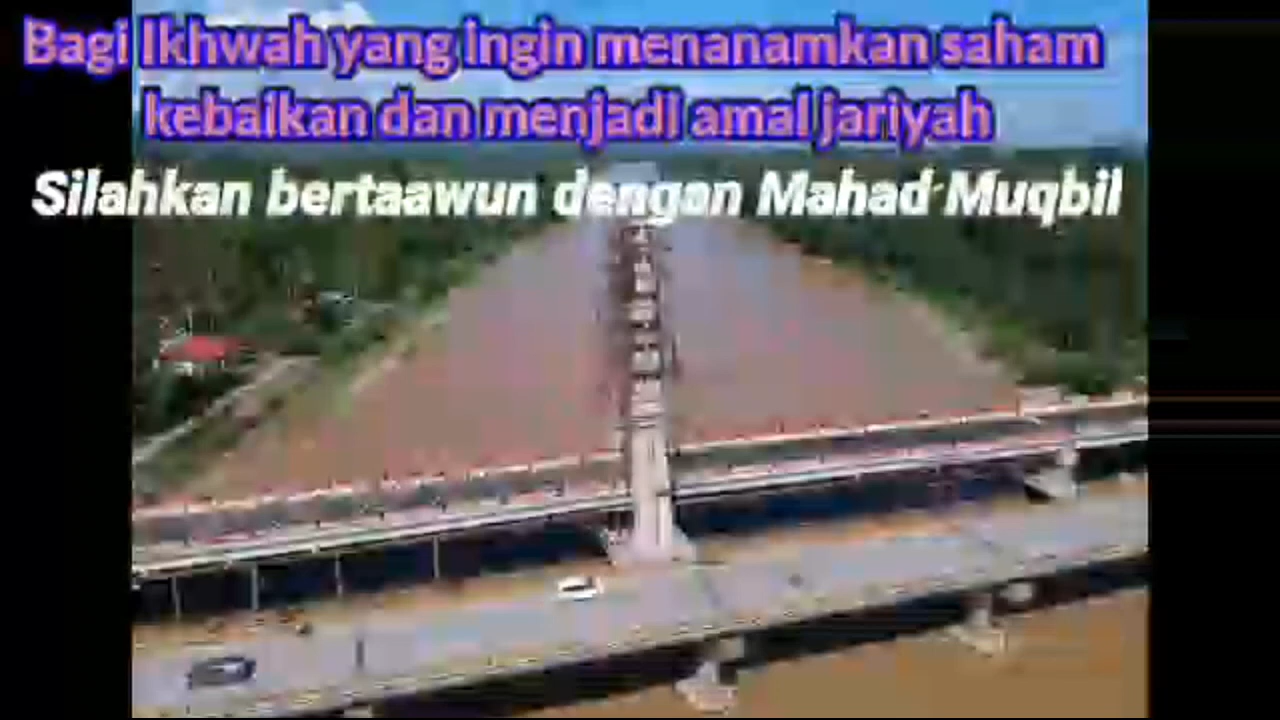 Bagi Ikhwah yang ingin menanamkan saham
kebaikan dan menjadi amal jariyah
Silahkan bertaawun dengan Mahad Muqbil